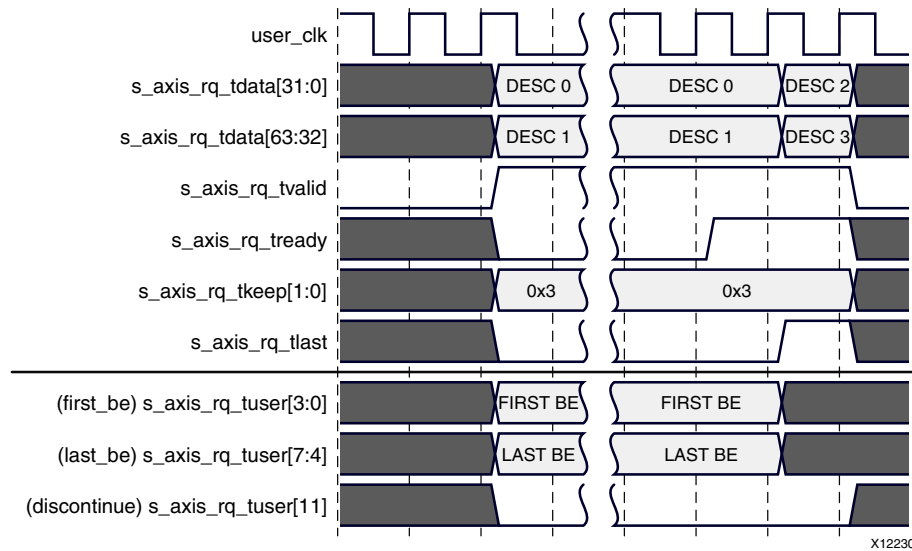 user_clk
s_axis_rq_tdata[31:0] DESC 0 DESC 0 DESC 2
s_axis_rq_tdata[63:32] DESC 1 DESC 1 DESC 3
s_axis_rq_tvalid
s_axis_rq_tready
s_axis_rq_tkeep[1:0] 0x3 0x3
s_axis_rq_tlast
(first_be) s_axis_rq_tuser[3:0] FIRST BE FIRST BE
(last_be) s_axis_rq_tuser[7:4] LAST BE LAST BE
(discontinue) s_axis_rq_tuser[11]
X12230